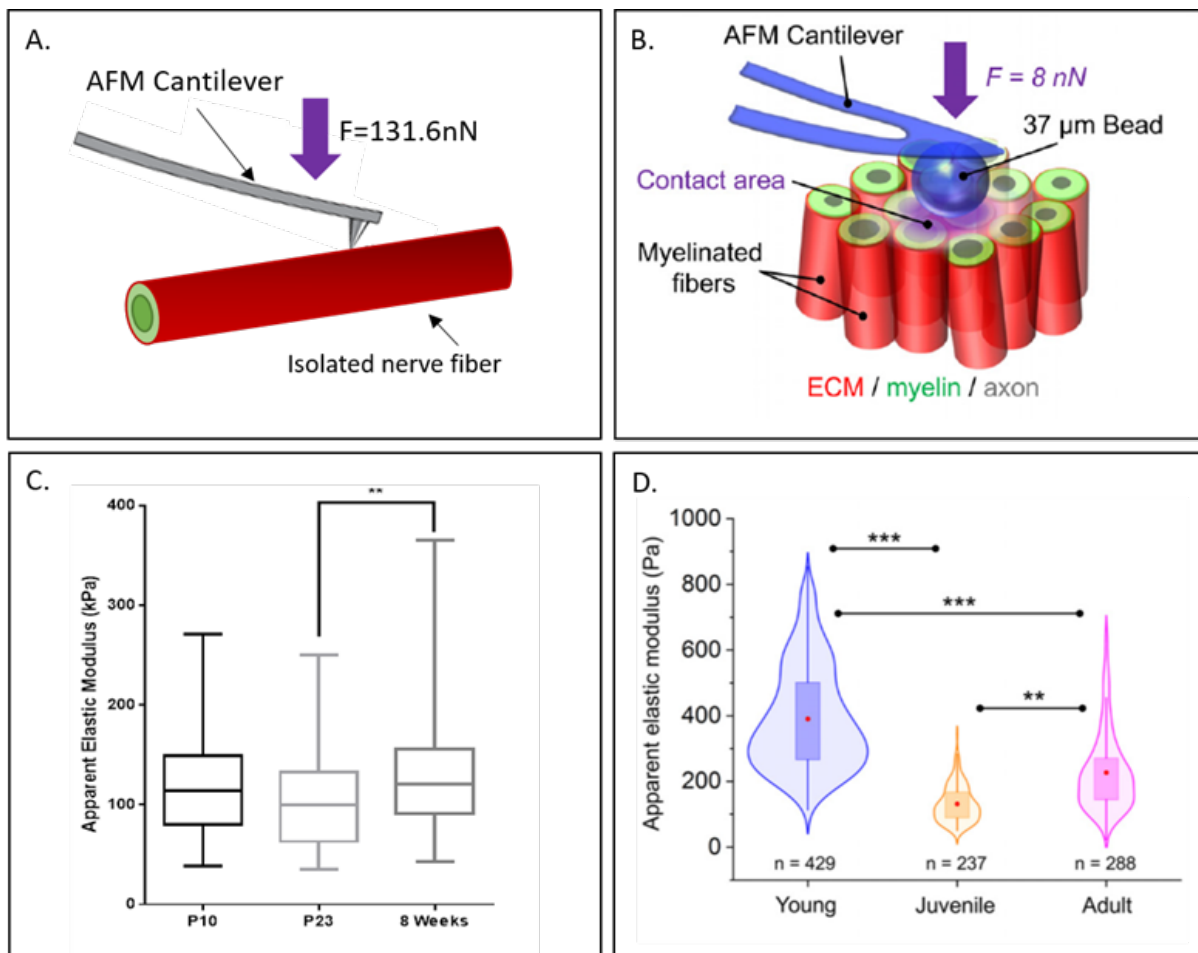 A.
AFM Cantilever
F=131.6nN
Isolated nerve fiber
B.
AFM Cantilever
F = 8 nN
37 µm Bead
Contact area
Myelinated
fibers
ECM / myelin / axon
C.
**
Apparent Elastic Modulus (kPa)
400
300
200
100
0
P10 P23 8 Weeks
D.
Apparent elastic modulus (Pa)
1000
800
600
400
200
0
***
***
**
n = 429 n = 237 n = 288
Young Juvenile Adult